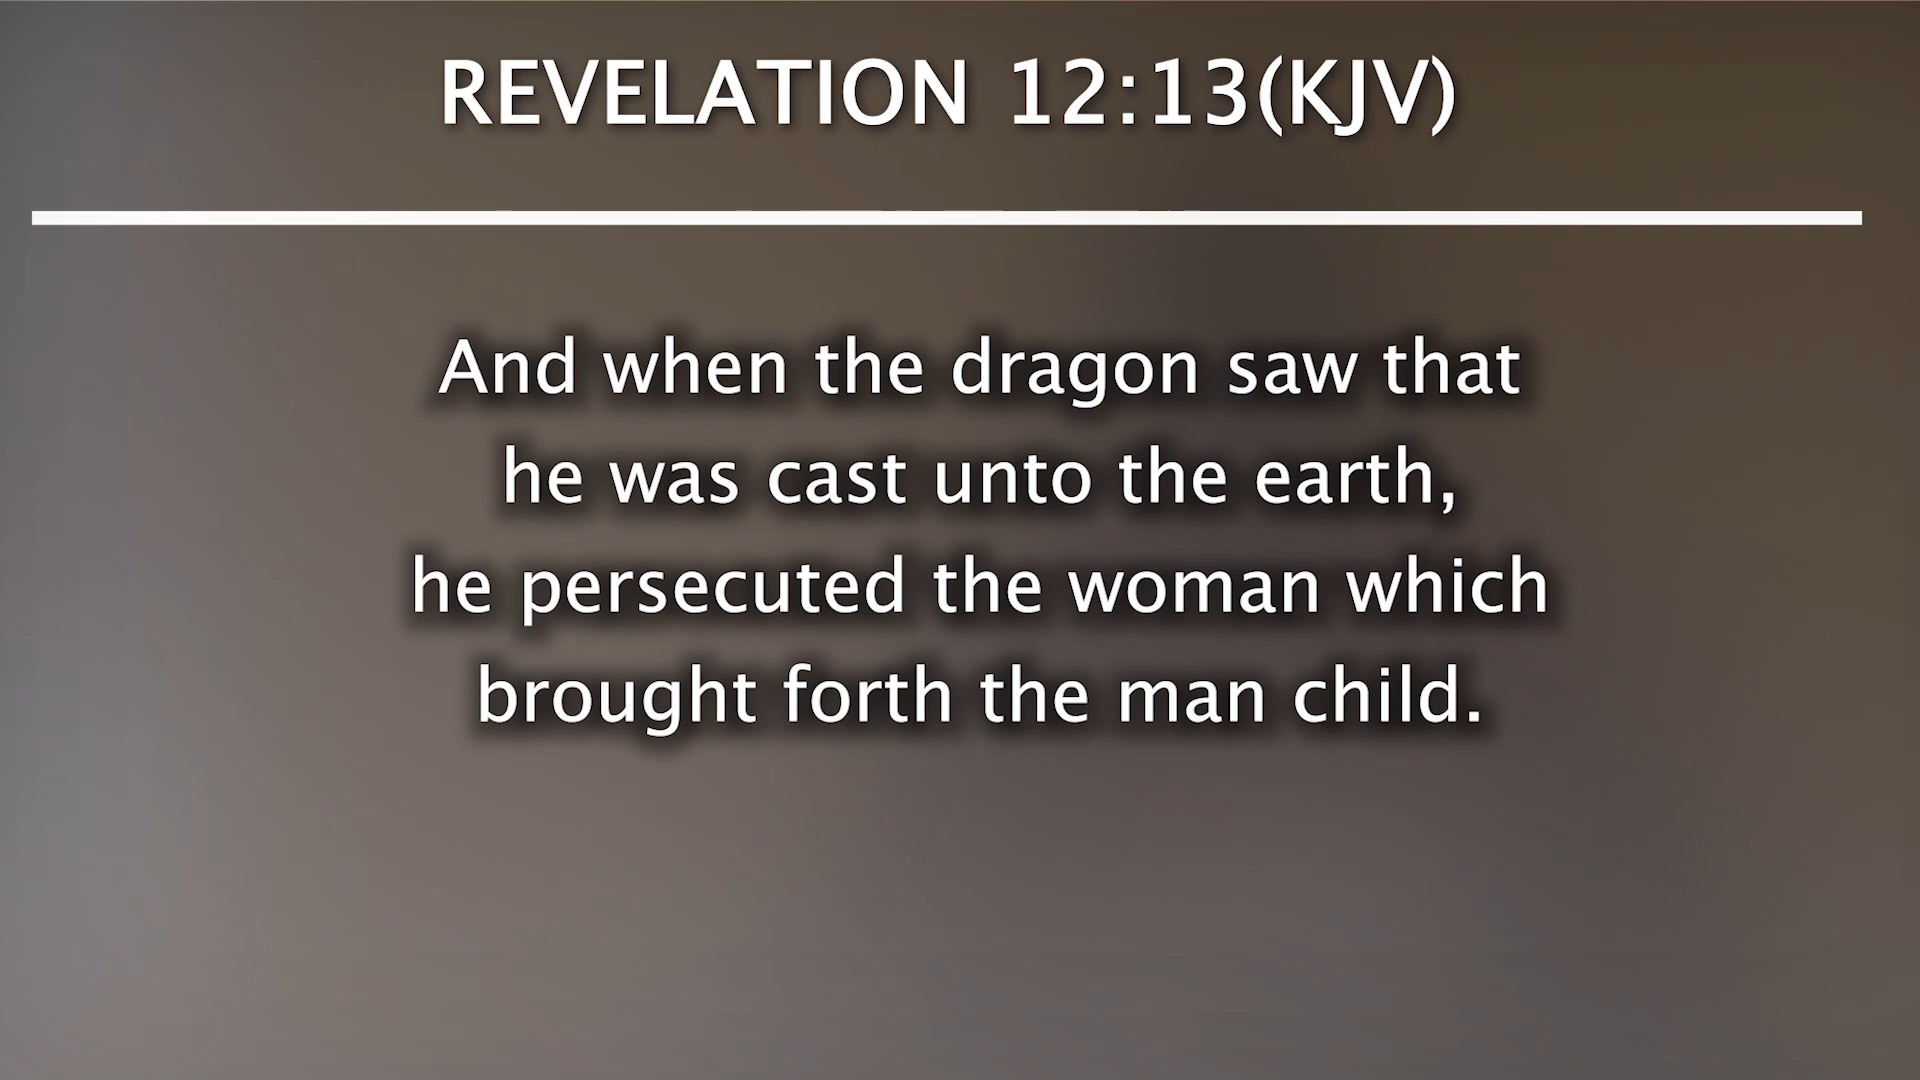 REVELATION 12:13(KJV)
And when the dragon saw that
he was cast unto the earth,
he persecuted the woman which
brought forth the man child.